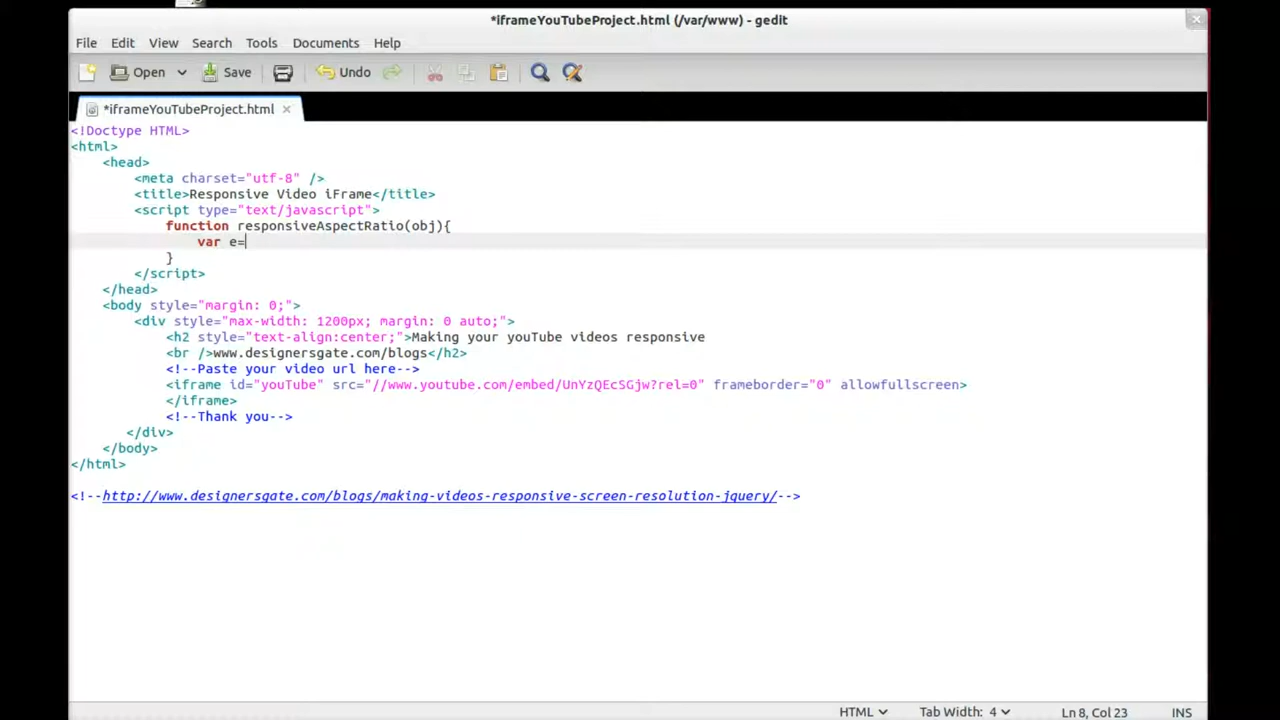 *iframeYouTubeProject.html (/var/www) - gedit
File Edit View Search Tools Documents Help
Open Save Undo
*iframeYouTubeProject.html
<!Doctype HTML>
<html>
<head>
<meta charset="utf-8" />
<title>Responsive Video iFrame</title>
<script type="text/javascript">
function responsiveAspectRatio(obj){
var e=
}
</script>
</head>
<body style="margin: 0;">
<div style="max-width: 1200px; margin: 0 auto;">
<h2 style="text-align:center;">Making your youTube videos responsive
<br />www.designersgate.com/blogs</h2>
<!--Paste your video url here-->
<iframe id="youTube" src="//www.youtube.com/embed/UnYzQEcSGjw?rel=0" frameborder="0" allowfullscreen>
</iframe>
<!--Thank you-->
</div>
</body>
</html>
<!--http://www.designersgate.com/blogs/making-videos-responsive-screen-resolution-jquery/-->
HTML Tab Width: 4 Ln 8, Col 23 INS